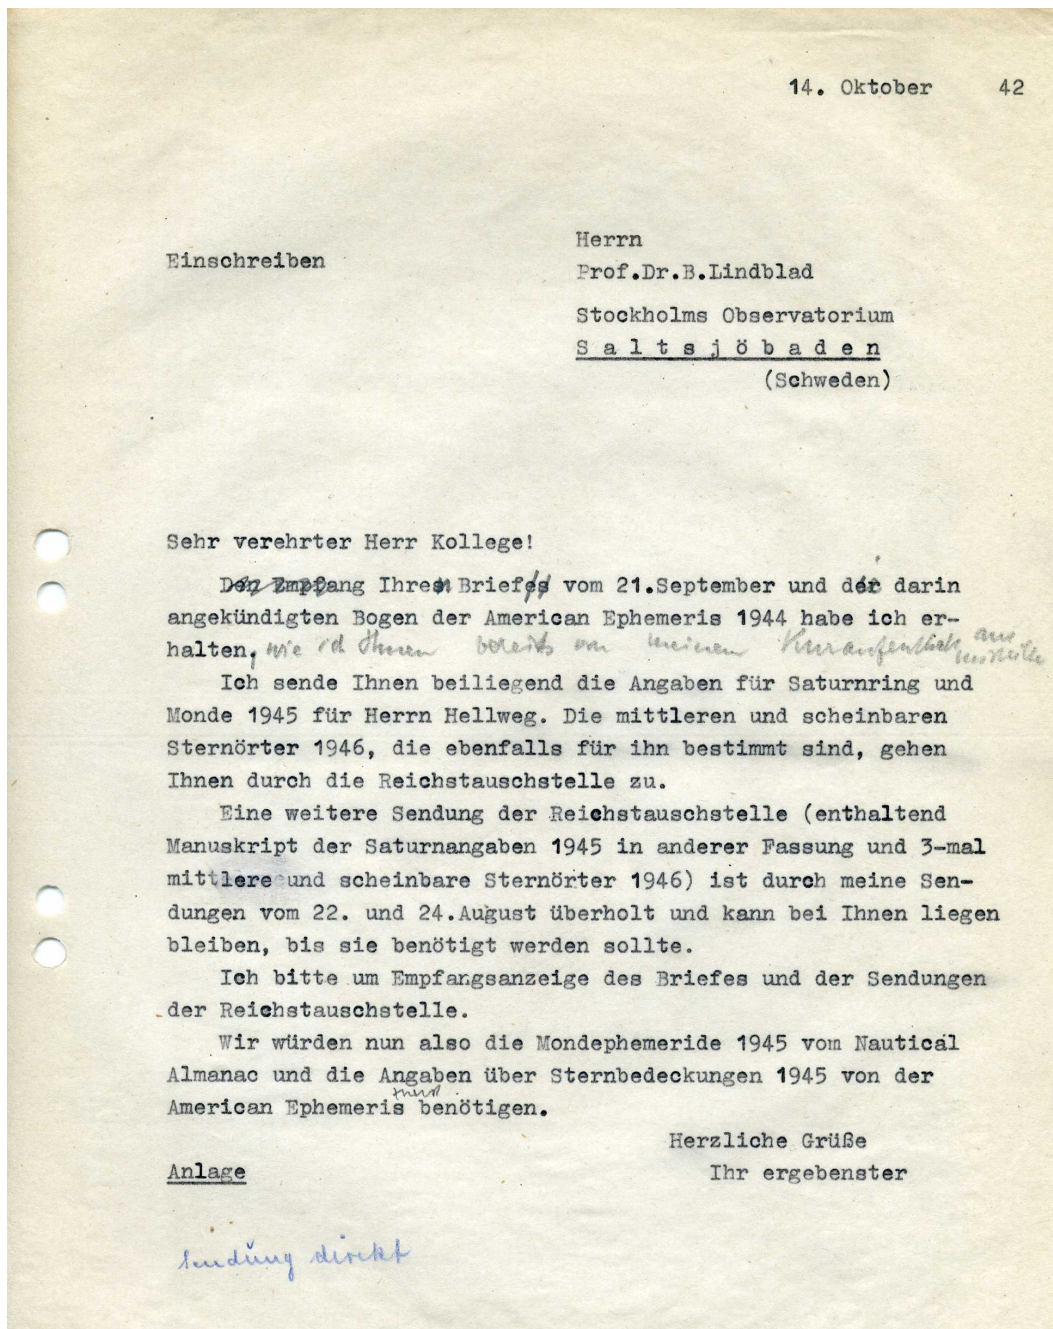 14. Oktober 42
Einschreiben
Herrn
Prof.Dr.B.Lindblad
Stockholms Observatorium
Saltsjöbaden
(Schweden)
Sehr verehrter Herr Kollege!
Den Empfang Ihren Brief vom 21.September und die darin
angekündigten Bogen der American Ephemeris 1944 habe ich er-
halten, wie ich Ihnen bereits von meinem Kuraufenthalt aus mitteilte
Ich sende Ihnen beiliegend die Angaben für Saturnring und
Monde 1945 für Herrn Hellweg. Die mittleren und scheinbaren
Sternörter 1946, die ebenfalls für ihn bestimmt sind, gehen
Ihnen durch die Reichstauschstelle zu.
Eine weitere Sendung der Reichstauschstelle (enthaltend
Manuskript der Saturnangaben 1945 in anderer Fassung und 3-mal
mittlere und scheinbare Sternörter 1946) ist durch meine Sen-
dungen vom 22. und 24.August überholt und kann bei Ihnen liegen
bleiben, bis sie benötigt werden sollte.
Ich bitte um Empfangsanzeige des Briefes und der Sendungen
der Reichstauschstelle.
Wir würden nun also die Mondephemeride 1945 vom Nautical
Almanac und die Angaben über Sternbedeckungen 1945 von der
American Ephemeris benötigen.
Herzliche Grüße
Anlage
Ihr ergebenster
Sendung direkt